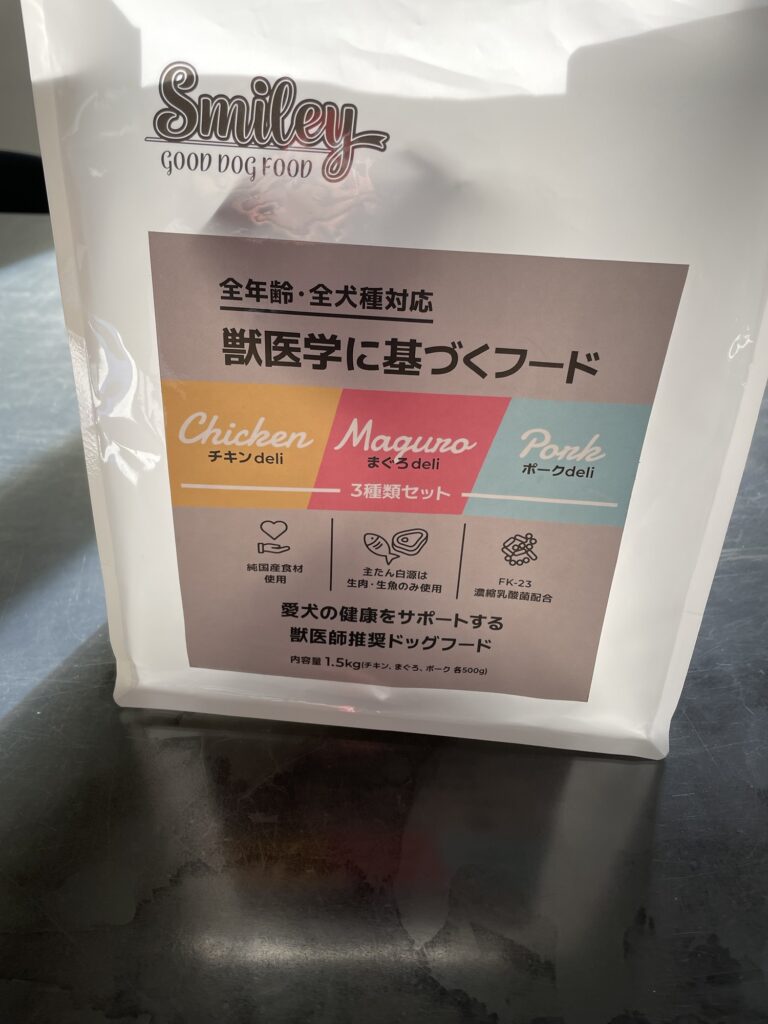 Smiley
GOOD DOG FOOD
全年齢・全犬種対応
獣医学に基づくフード
Chicken
チキンdeli
Maguro
まぐろdeli
Pork
ポークdeli
3種類セット
純国産食材
使用
主たん白源は
生肉・生魚のみ使用
FK-23
濃縮乳酸菌配合
愛犬の健康をサポートする
獣医師推奨ドッグフード
内容量 1.5kg(チキン、まぐろ、ポーク 各500g)